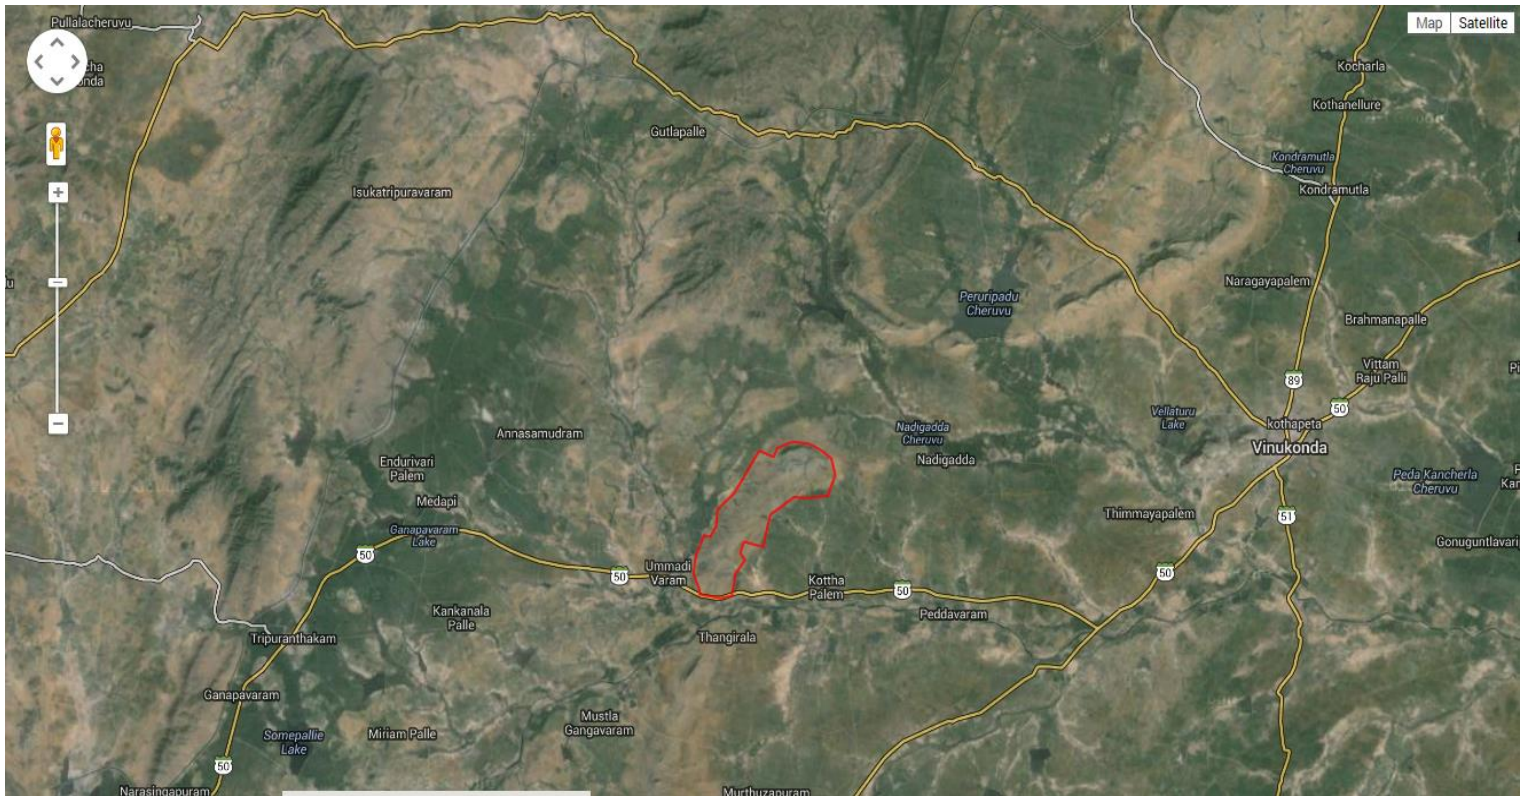 Pullalacheruvu
Map
Satellite
cha
onda
Kocharla
Kothanellure
Gutlapalle
Kondramutla
Cheruvu
Isukatripuravaram
Kondramutla
Naragayapalem
Peruripadu
Cheruvu
Brahmanapalle
Vittam
Raju Palli
89
50
Vellaturu
Lake
kothapeta
Nadigadda
Cheruvu
Annasamudram
Vinukonda
Endurivari
Palem
Nadigadda
Peda Kancherla
Cheruvu
Medapi
Thimmayapalem
51
Ganapavaram
Lake
Gonuguntlavarip
50
Ummadi
Varam
50
50
Kottha
Palem
50
Kankanala
Palle
Peddavaram
Tripuranthakam
Thangirala
Ganapavaram
Mustla
Gangavaram
Somepallie
Lake
Miriam Palle
50
Narasingapuram
Murthuzapuram